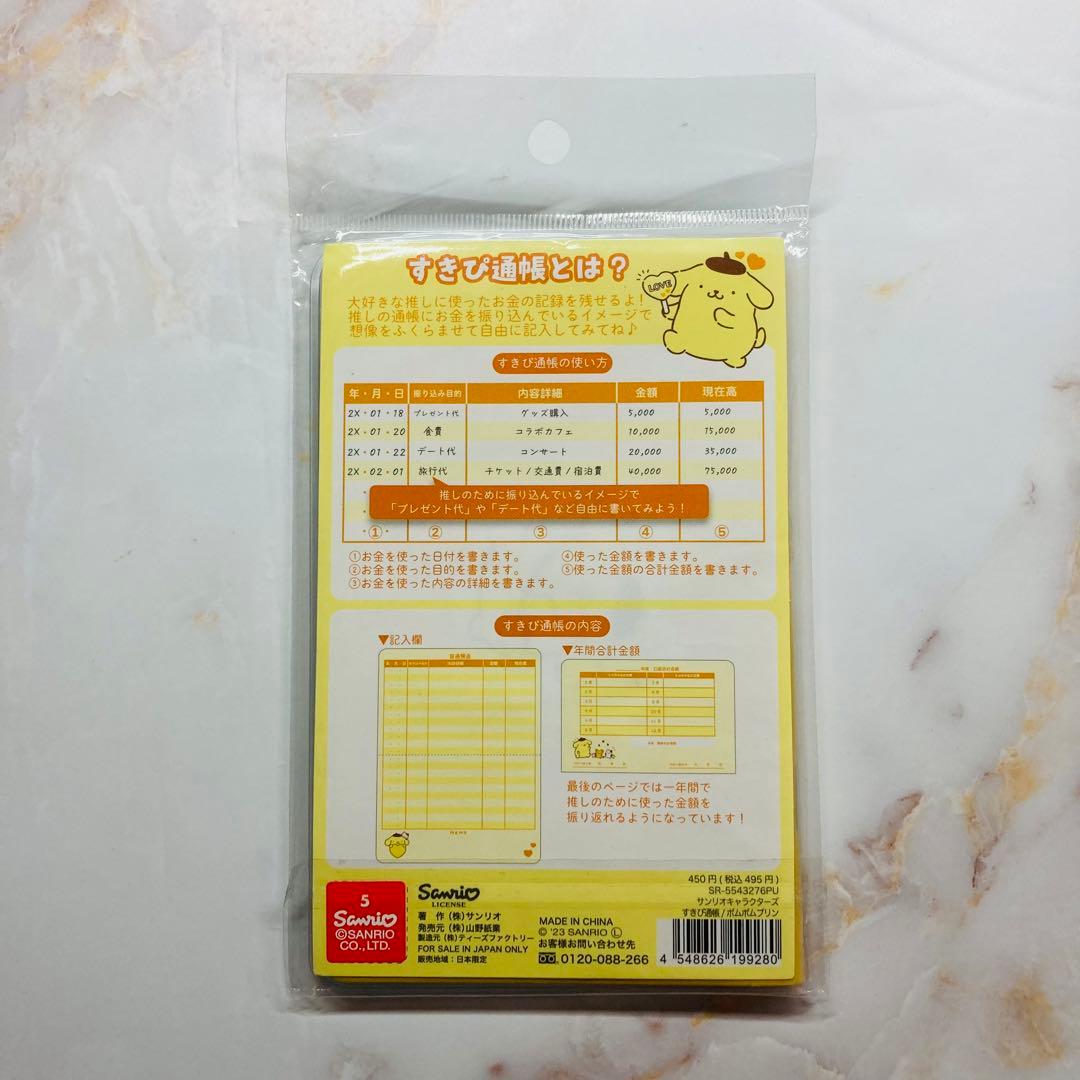 すきぴ通帳とは？
LOVE
大好きな推しに使ったお金の記録を残せるよ！
推しの通帳にお金を振り込んでいるイメージで
想像をふくらませて自由に記入してみてね♪
すきぴ通帳の使い方
年・月・日 振り込み目的 内容詳細 金額 現在高
2X・01・18 プレゼント代 グッズ購入 5,000 5,000
2X・01・20 食費 コラボカフェ 10,000 15,000
2X・01・22 デート代 コンサート 20,000 35,000
2X・02・01 旅行代 チケット/交通費/宿泊費 40,000 75,000
推しのために振り込んでいるイメージで
「プレゼント代」や「デート代」など自由に書いてみよう！
① ② ③ ④ ⑤
①お金を使った日付を書きます。
②お金を使った目的を書きます。
③お金を使った内容の詳細を書きます。
④使った金額を書きます。
⑤使った金額の合計金額を書きます。
すきぴ通帳の内容
▼記入欄
memo
▼年間合計金額
最後のページでは一年間で
推しのために使った金額を
振り返れるようになっています！
5
Sanrio
©SANRIO
CO.,LTD.
Sanrio
LICENSE
著 作 (株)サンリオ
発売元 (株)山野紙業
製造元 (株)ティーズファクトリー
FOR SALE IN JAPAN ONLY
販売地域：日本限定
MADE IN CHINA
© '23 SANRIO Ⓛ
お客様お問い合わせ先
0120-088-266
450円(税込495円)
SR-5543276PU
サンリオキャラクターズ
すきぴ通帳/ポムポムプリン
4 548626 199280